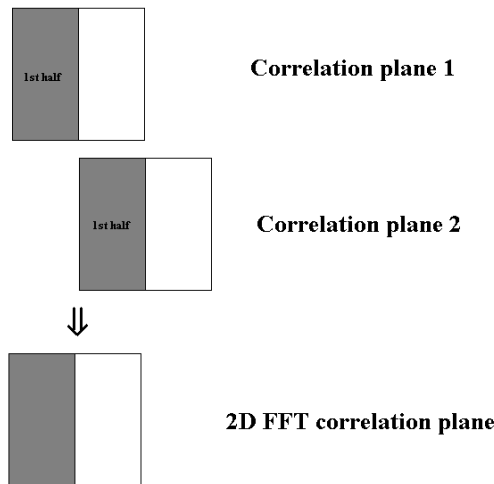 1st half
Correlation plane 1
1st half
Correlation plane 2
⇓
2D FFT correlation plane